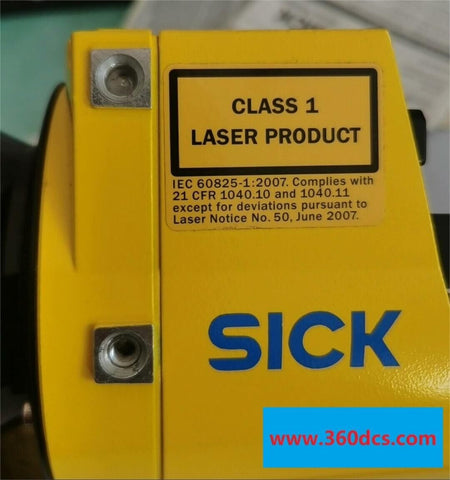 CLASS 1
LASER PRODUCT
IEC 60825-1:2007. Complies with
21 CFR 1040.10 and 1040.11
except for deviations pursuant to
Laser Notice No. 50, June 2007.
SICK
www.360dcs.com